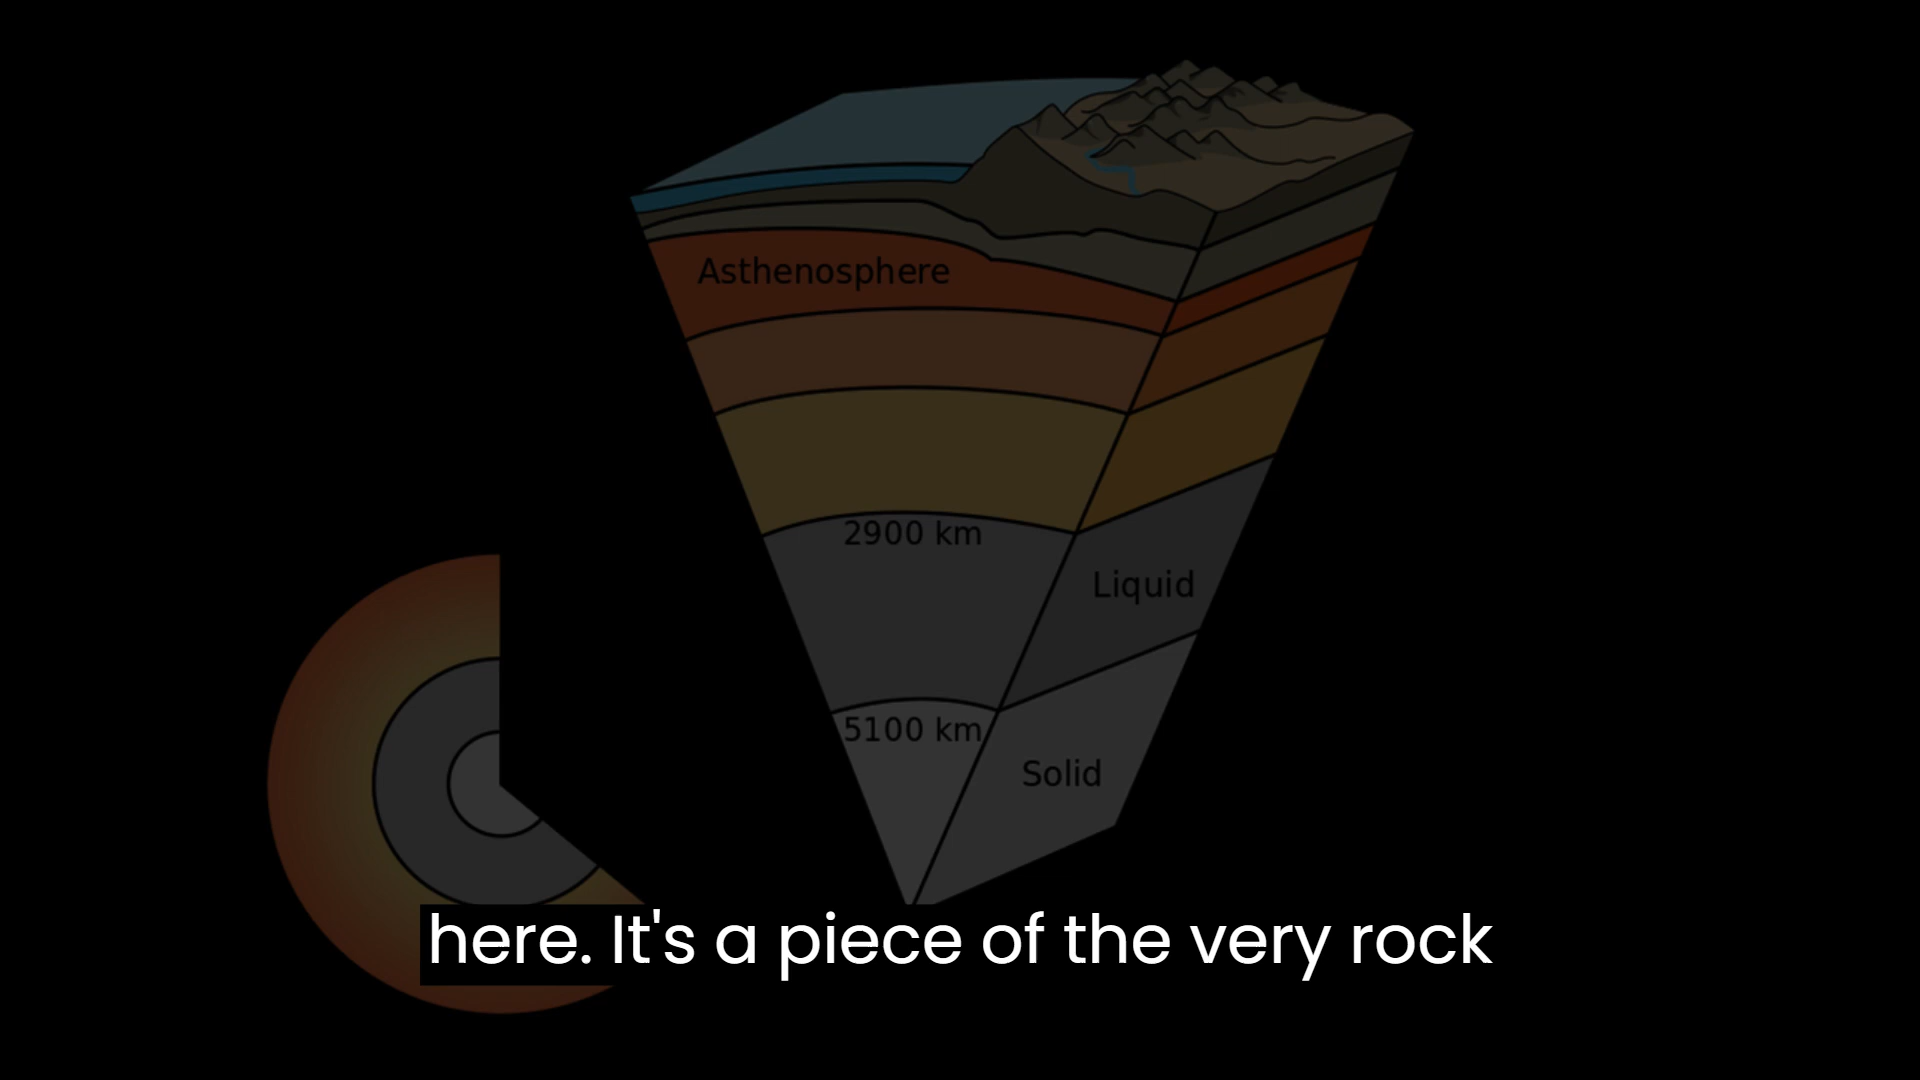 Asthenosphere
2900 km
Liquid
5100 km
Solid
here. It's a piece of the very rock